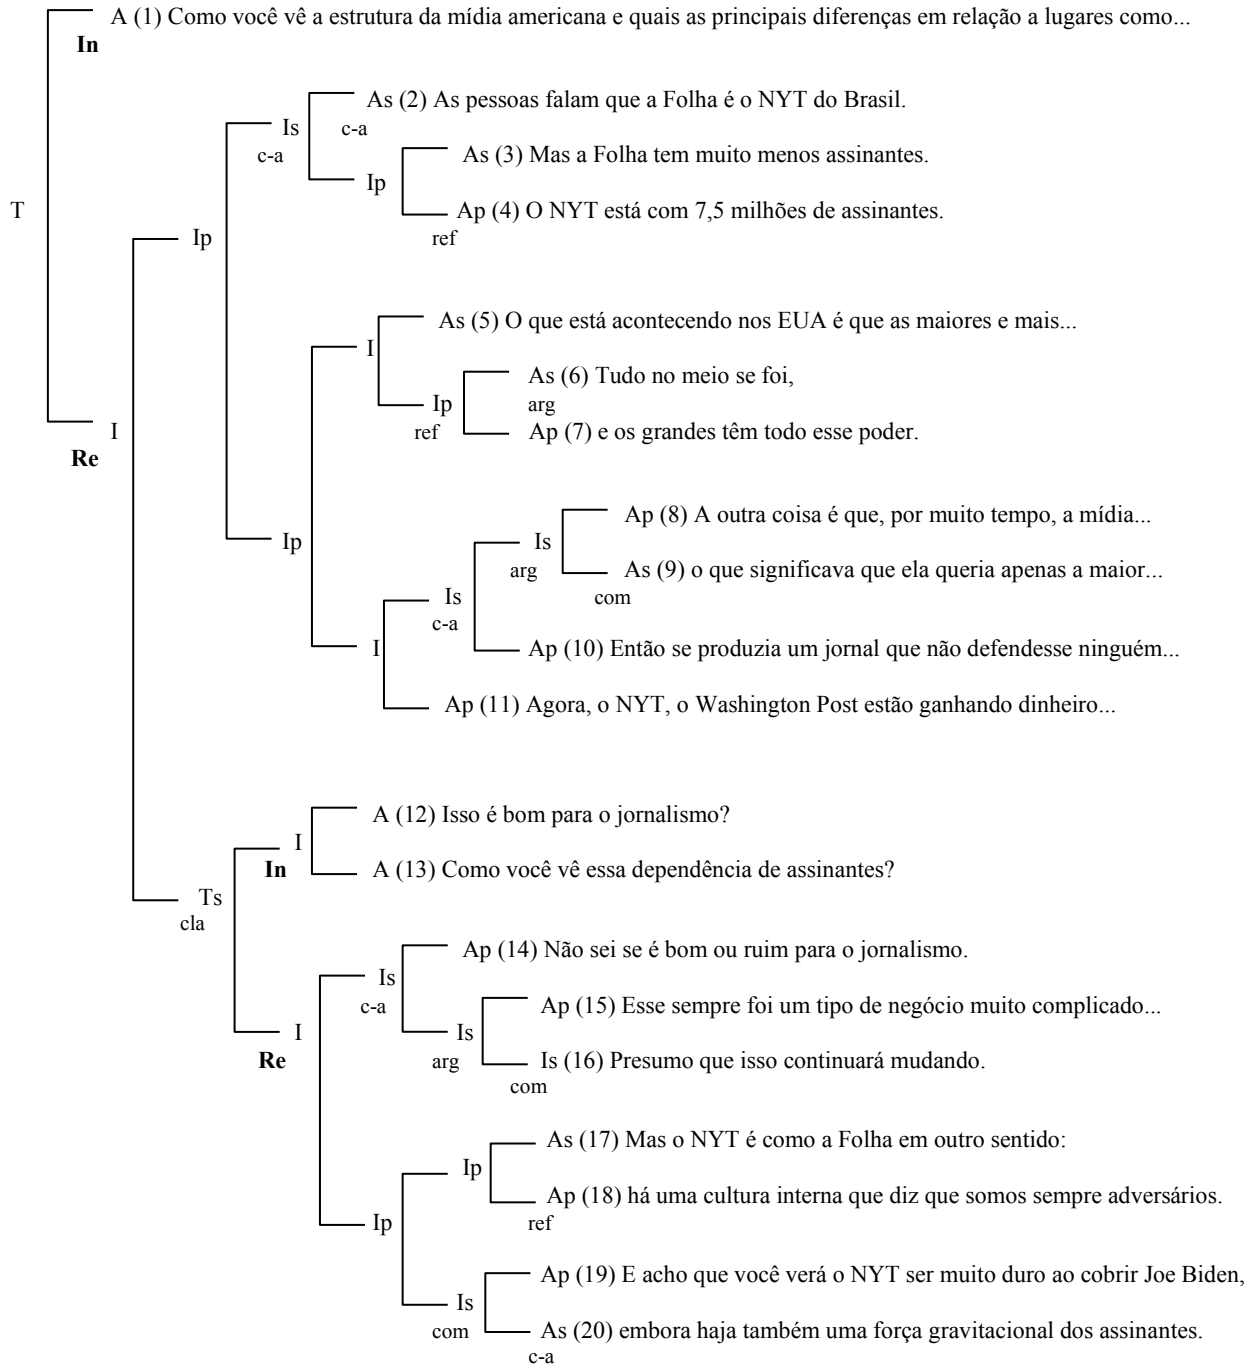 A (1) Como você vê a estrutura da mídia americana e quais as principais diferenças em relação a lugares como...
In
As (2) As pessoas falam que a Folha é o NYT do Brasil.
Is
c-a
c-a
As (3) Mas a Folha tem muito menos assinantes.
Ip
T
Ap (4) O NYT está com 7,5 milhões de assinantes.
ref
Ip
As (5) O que está acontecendo nos EUA é que as maiores e mais...
I
As (6) Tudo no meio se foi,
arg
Ip
ref
Ap (7) e os grandes têm todo esse poder.
I
Re
Ap (8) A outra coisa é que, por muito tempo, a mídia...
Ip
Is
arg
As (9) o que significava que ela queria apenas a maior...
com
Is
c-a
I
Ap (10) Então se produzia um jornal que não defendesse ninguém...
Ap (11) Agora, o NYT, o Washington Post estão ganhando dinheiro...
A (12) Isso é bom para o jornalismo?
I
In
A (13) Como você vê essa dependência de assinantes?
Ts
cla
Ap (14) Não sei se é bom ou ruim para o jornalismo.
Is
c-a
Ap (15) Esse sempre foi um tipo de negócio muito complicado...
I
Re
Is
arg
Is (16) Presumo que isso continuará mudando.
com
As (17) Mas o NYT é como a Folha em outro sentido:
Ip
Ap (18) há uma cultura interna que diz que somos sempre adversários.
ref
Ip
Ap (19) E acho que você verá o NYT ser muito duro ao cobrir Joe Biden,
Is
com
As (20) embora haja também uma força gravitacional dos assinantes.
c-a